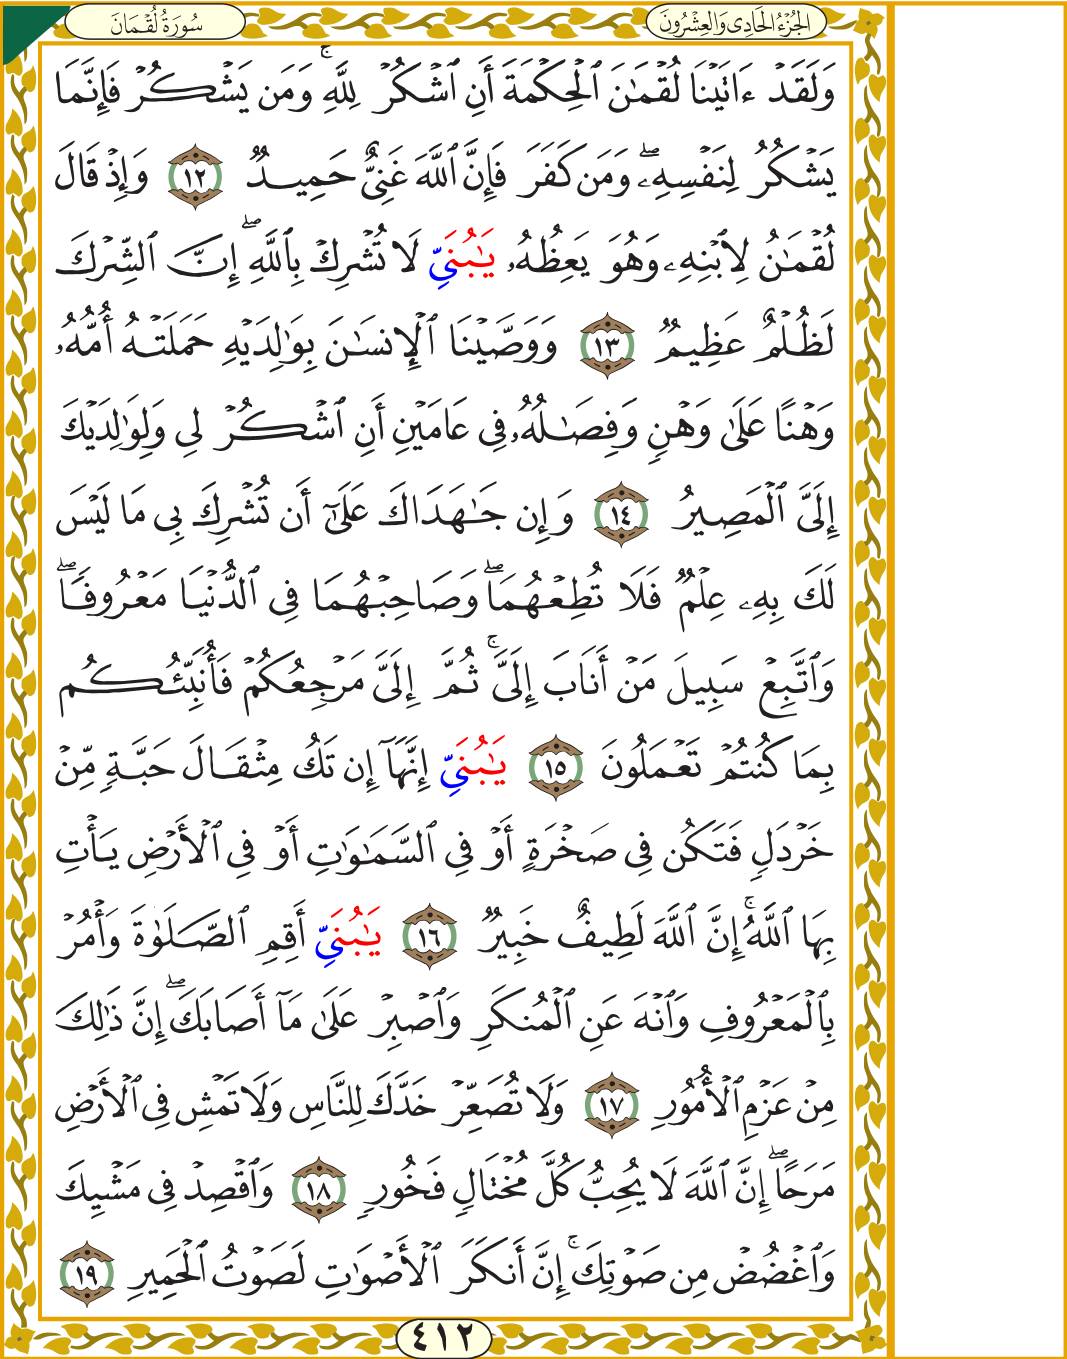 الجُزْءُ الحَادِي وَالعِشْرُونَ
سُورَةُ لُقْمَانَ
وَلَقَدْ ءَاتَيْنَا لُقْمَٰنَ ٱلْحِكْمَةَ أَنِ ٱشْكُرْ لِلَّهِۚ وَمَن يَشْكُرْ فَإِنَّمَا
يَشْكُرُ لِنَفْسِهِۦۖ وَمَن كَفَرَ فَإِنَّ ٱللَّهَ غَنِيٌّ حَمِيدٌ ١٢ وَإِذْ قَالَ
لُقْمَٰنُ لِٱبْنِهِۦ وَهُوَ يَعِظُهُۥ يَٰبُنَيِّ لَا تُشْرِكْ بِٱللَّهِۖ إِنَّ ٱلشِّرْكَ
لَظُلْمٌ عَظِيمٌ ١٣ وَوَصَّيْنَا ٱلْإِنسَٰنَ بِوَٰلِدَيْهِ حَمَلَتْهُ أُمُّهُۥ
وَهْنًا عَلَىٰ وَهْنٍ وَفِصَٰلُهُۥ فِي عَامَيْنِ أَنِ ٱشْكُرْ لِي وَلِوَٰلِدَيْكَ
إِلَيَّ ٱلْمَصِيرُ ١٤ وَإِن جَٰهَدَاكَ عَلَىٰٓ أَن تُشْرِكَ بِي مَا لَيْسَ
لَكَ بِهِۦ عِلْمٌ فَلَا تُطِعْهُمَاۖ وَصَاحِبْهُمَا فِي ٱلدُّنْيَا مَعْرُوفًاۖ
وَٱتَّبِعْ سَبِيلَ مَنْ أَنَابَ إِلَيَّۚ ثُمَّ إِلَيَّ مَرْجِعُكُمْ فَأُنَبِّئُكُم
بِمَا كُنتُمْ تَعْمَلُونَ ١٥ يَٰبُنَيِّ إِنَّهَآ إِن تَكُ مِثْقَالَ حَبَّةٍ مِّنْ
خَرْدَلٍ فَتَكُن فِي صَخْرَةٍ أَوْ فِي ٱلسَّمَٰوَٰتِ أَوْ فِي ٱلْأَرْضِ يَأْتِ
بِهَا ٱللَّهُۚ إِنَّ ٱللَّهَ لَطِيفٌ خَبِيرٌ ١٦ يَٰبُنَيِّ أَقِمِ ٱلصَّلَوٰةَ وَأْمُرْ
بِٱلْمَعْرُوفِ وَٱنْهَ عَنِ ٱلْمُنكَرِ وَٱصْبِرْ عَلَىٰ مَآ أَصَابَكَۖ إِنَّ ذَٰلِكَ
مِنْ عَزْمِ ٱلْأُمُورِ ١٧ وَلَا تُصَعِّرْ خَدَّكَ لِلنَّاسِ وَلَا تَمْشِ فِي ٱلْأَرْضِ
مَرَحًاۖ إِنَّ ٱللَّهَ لَا يُحِبُّ كُلَّ مُخْتَالٍ فَخُورٍ ١٨ وَٱقْصِدْ فِي مَشْيِكَ
وَٱغْضُضْ مِن صَوْتِكَۚ إِنَّ أَنكَرَ ٱلْأَصْوَٰتِ لَصَوْتُ ٱلْحَمِيرِ ١٩
٤١٢